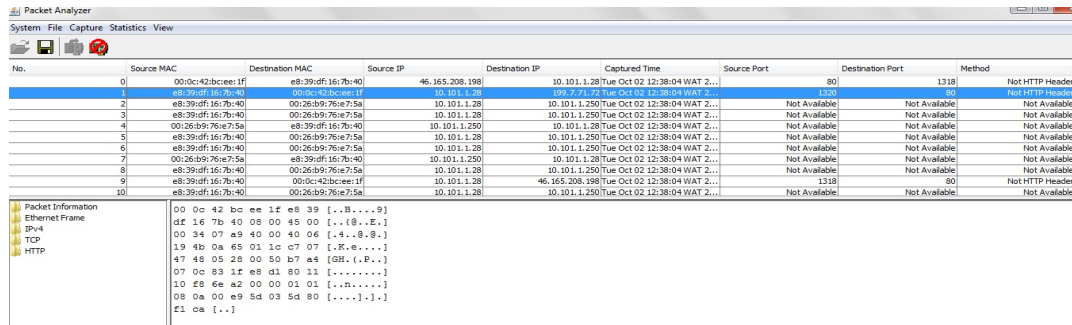 Packet Analyzer
System File Capture Statistics View
No. Source MAC Destination MAC Source IP Destination IP Captured Time Source Port Destination Port Method
0 00:0c:42:bc:ee:1f e8:39:df:16:7b:40 46.165.208.198 10.101.1.28 Tue Oct 02 12:38:04 WAT 2... 80 1318 Not HTTP Header
1 e8:39:df:16:7b:40 00:0c:42:bc:ee:1f 10.101.1.28 199.7.71.72 Tue Oct 02 12:38:04 WAT 2... 1320 80 Not HTTP Header
2 e8:39:df:16:7b:40 00:26:b9:76:e7:5a 10.101.1.28 10.101.1.250 Tue Oct 02 12:38:04 WAT 2... Not Available Not Available Not Available
3 e8:39:df:16:7b:40 00:26:b9:76:e7:5a 10.101.1.28 10.101.1.250 Tue Oct 02 12:38:04 WAT 2... Not Available Not Available Not Available
4 00:26:b9:76:e7:5a e8:39:df:16:7b:40 10.101.1.250 10.101.1.28 Tue Oct 02 12:38:04 WAT 2... Not Available Not Available Not Available
5 e8:39:df:16:7b:40 00:26:b9:76:e7:5a 10.101.1.28 10.101.1.250 Tue Oct 02 12:38:04 WAT 2... Not Available Not Available Not Available
6 e8:39:df:16:7b:40 00:26:b9:76:e7:5a 10.101.1.28 10.101.1.250 Tue Oct 02 12:38:04 WAT 2... Not Available Not Available Not Available
7 00:26:b9:76:e7:5a e8:39:df:16:7b:40 10.101.1.250 10.101.1.28 Tue Oct 02 12:38:04 WAT 2... Not Available Not Available Not Available
8 e8:39:df:16:7b:40 00:26:b9:76:e7:5a 10.101.1.28 10.101.1.250 Tue Oct 02 12:38:04 WAT 2... Not Available Not Available Not Available
9 e8:39:df:16:7b:40 00:0c:42:bc:ee:1f 10.101.1.28 46.165.208.198 Tue Oct 02 12:38:04 WAT 2... 1318 80 Not HTTP Header
10 e8:39:df:16:7b:40 00:26:b9:76:e7:5a 10.101.1.28 10.101.1.250 Tue Oct 02 12:38:04 WAT 2... Not Available Not Available Not Available
Packet Information
Ethernet Frame
IPv4
TCP
HTTP
00 0c 42 bc ee 1f e8 39 [..B....9]
df 16 7b 40 08 00 45 00 [..{@..E.]
00 34 07 a9 40 00 40 06 [.4..@.@.]
19 4b 0a 65 01 1c c7 07 [.K.e....]
47 48 05 28 00 50 b7 a4 [GH.(.P..]
07 0c 83 1f e8 d1 80 11 [........]
10 f8 6e a2 00 00 01 01 [..n.....]
08 0a 00 e9 5d 03 5d 80 [....].].]
f1 ca [..]